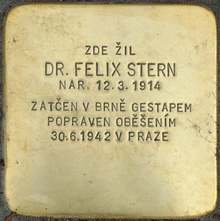 ZDE ŽIL
DR. FELIX STERN
NAR. 12.3.1914
ZATČEN V BRNĚ GESTAPEM
POPRAVEN OBĚŠENÍM
30.6.1942 V PRAZE